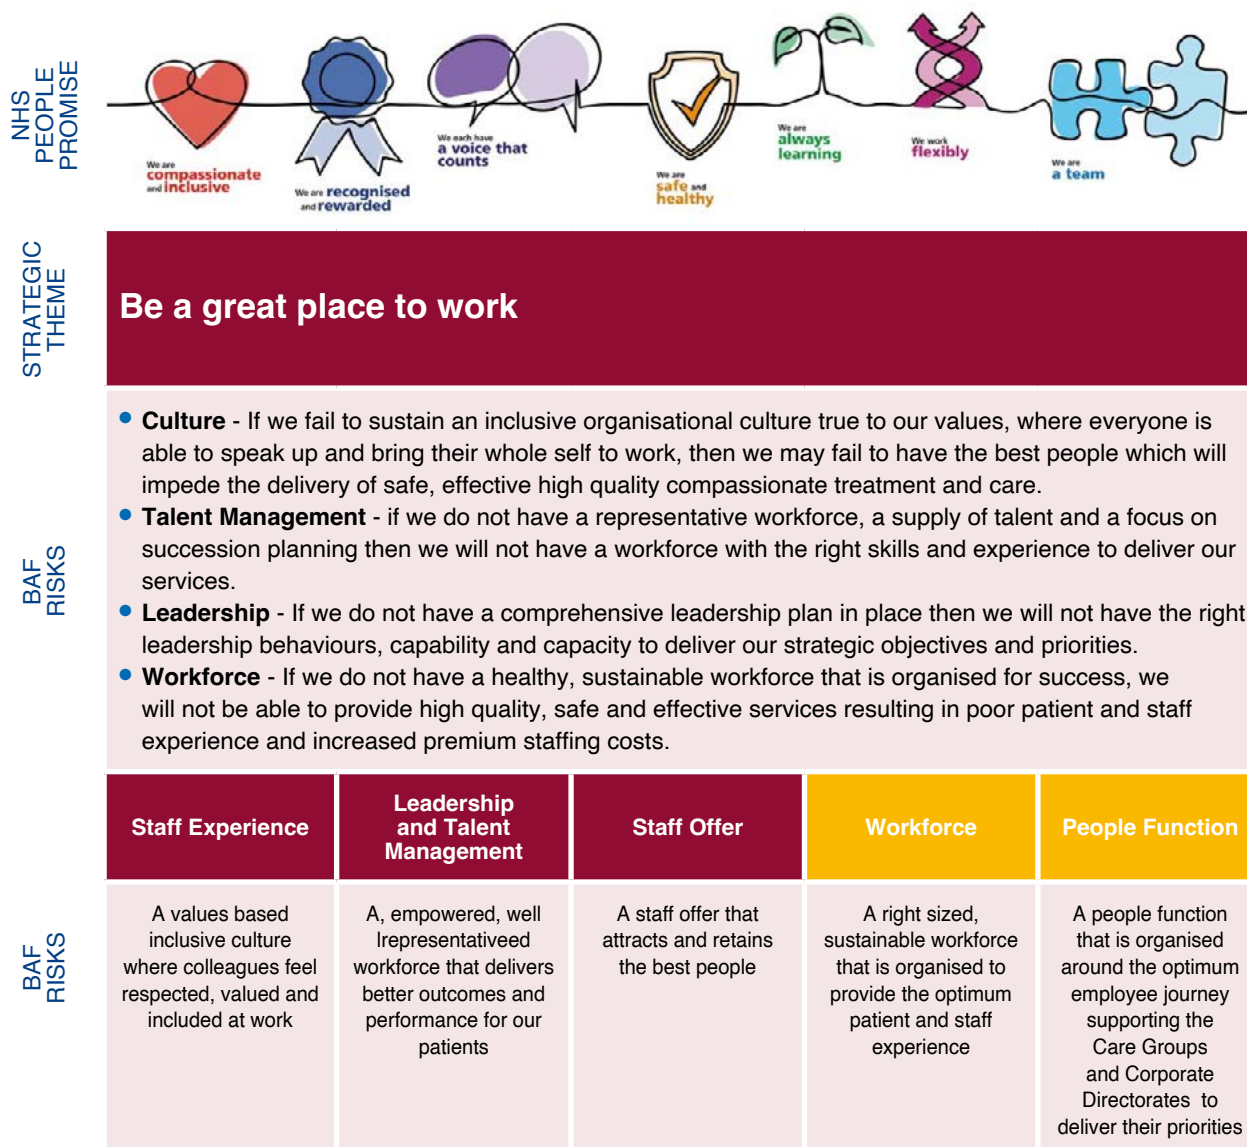 NHS
PEOPLE
PROMISE
We are
compassionate
and inclusive
We are recognised
and rewarded
We each have
a voice that
counts
We are
safe and
healthy
We are
always
learning
We work
flexibly
We are
a team
STRATEGIC
THEME
Be a great place to work
BAF
RISKS
• Culture - If we fail to sustain an inclusive organisational culture true to our values, where everyone is
able to speak up and bring their whole self to work, then we may fail to have the best people which will
impede the delivery of safe, effective high quality compassionate treatment and care.
• Talent Management - if we do not have a representative workforce, a supply of talent and a focus on
succession planning then we will not have a workforce with the right skills and experience to deliver our
services.
• Leadership - If we do not have a comprehensive leadership plan in place then we will not have the right
leadership behaviours, capability and capacity to deliver our strategic objectives and priorities.
• Workforce - If we do not have a healthy, sustainable workforce that is organised for success, we
will not be able to provide high quality, safe and effective services resulting in poor patient and staff
experience and increased premium staffing costs.
Staff Experience
Leadership
and Talent
Management
Staff Offer
Workforce
People Function
BAF
RISKS
A values based
inclusive culture
where colleagues feel
respected, valued and
included at work
A, empowered, well
lrepresentativeed
workforce that delivers
better outcomes and
performance for our
patients
A staff offer that
attracts and retains
the best people
A right sized,
sustainable workforce
that is organised to
provide the optimum
patient and staff
experience
A people function
that is organised
around the optimum
employee journey
supporting the
Care Groups
and Corporate
Directorates to
deliver their priorities